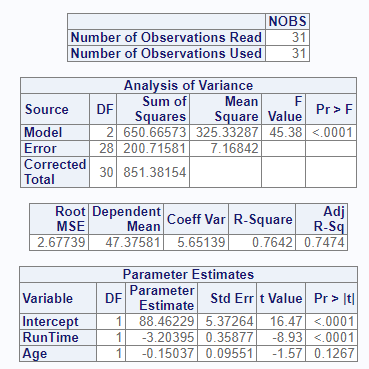 NOBS
Number of Observations Read 31
Number of Observations Used 31
Analysis of Variance
Source DF Sum of Squares Mean Square F Value Pr > F
Model 2 650.66573 325.33287 45.38 <.0001
Error 28 200.71581 7.16842
Corrected Total 30 851.38154
Root MSE Dependent Mean Coeff Var R-Square Adj R-Sq
2.67739 47.37581 5.65139 0.7642 0.7474
Parameter Estimates
Variable DF Parameter Estimate Std Err t Value Pr > |t|
Intercept 1 88.46229 5.37264 16.47 <.0001
RunTime 1 -3.20395 0.35877 -8.93 <.0001
Age 1 -0.15037 0.09551 -1.57 0.1267